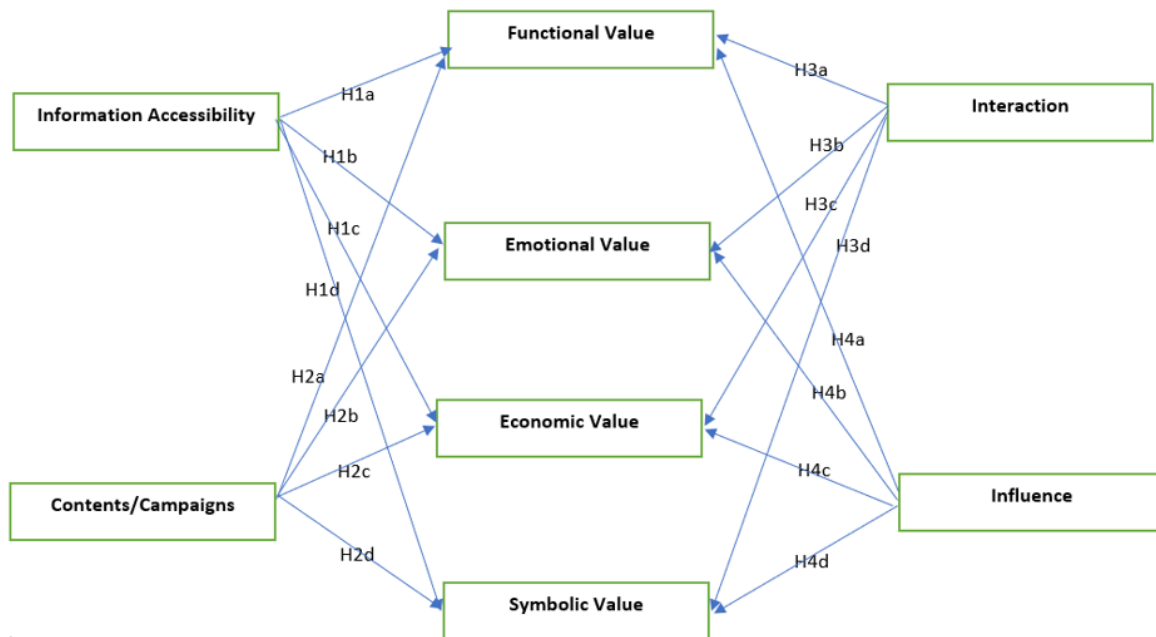 Functional Value
H3a
H1a
Information Accessibility
Interaction
H1b
H3b
H1c
H3c
Emotional Value
H3d
H1d
H4a
H2a
H4b
H2b
Economic Value
H2c
H4c
Contents/Campaigns
Influence
H2d
H4d
Symbolic Value